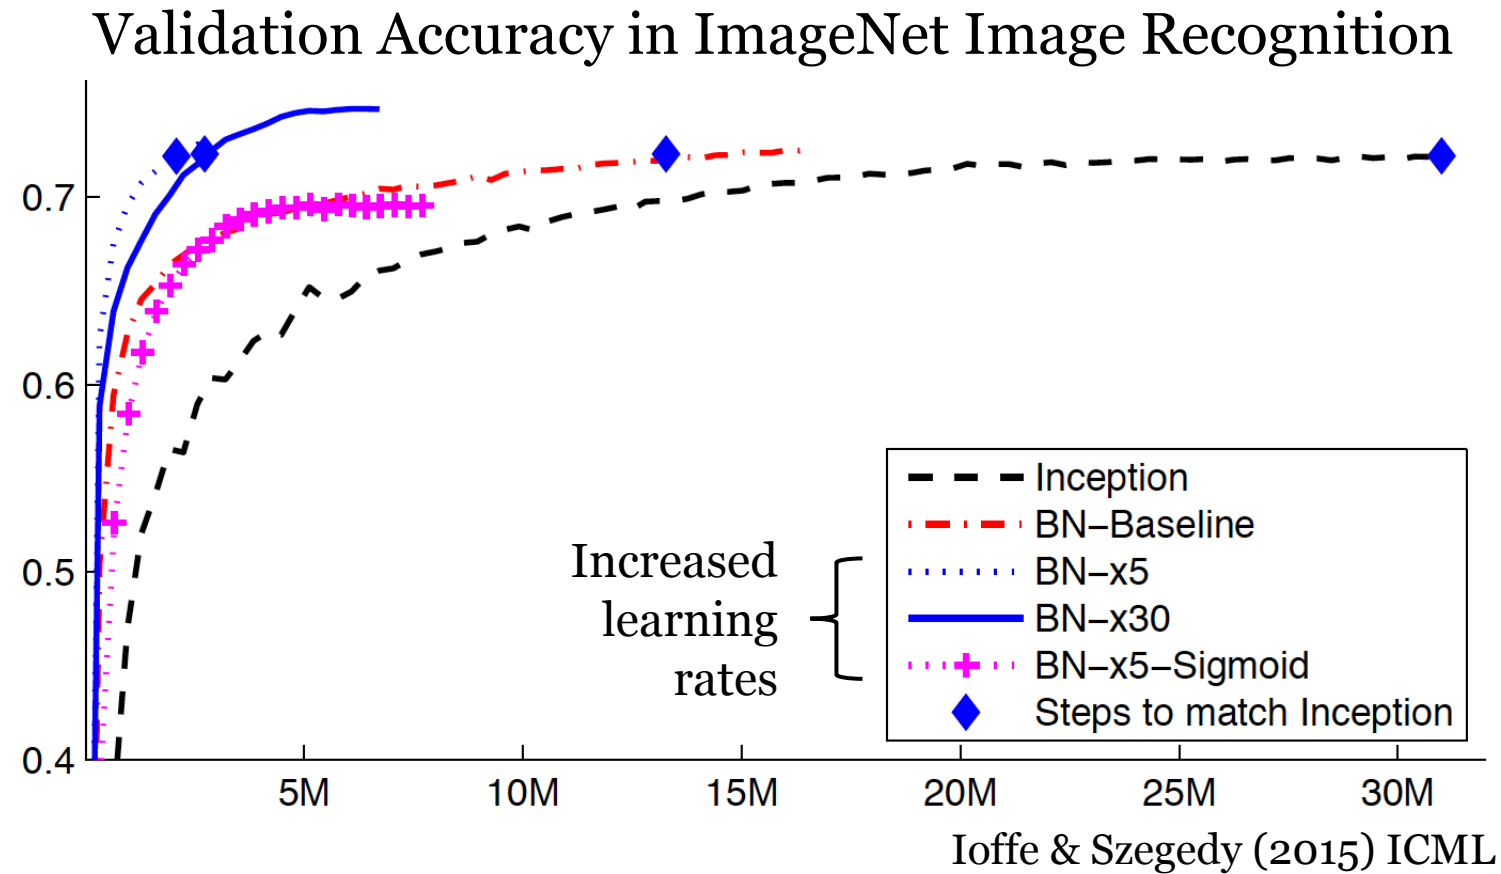 Validation Accuracy in ImageNet Image Recognition
0.7
0.6
0.5
0.4
5M 10M 15M 20M 25M 30M
Increased
learning
rates
Inception
BN–Baseline
BN–x5
BN–x30
BN–x5–Sigmoid
Steps to match Inception
Ioffe & Szegedy (2015) ICML